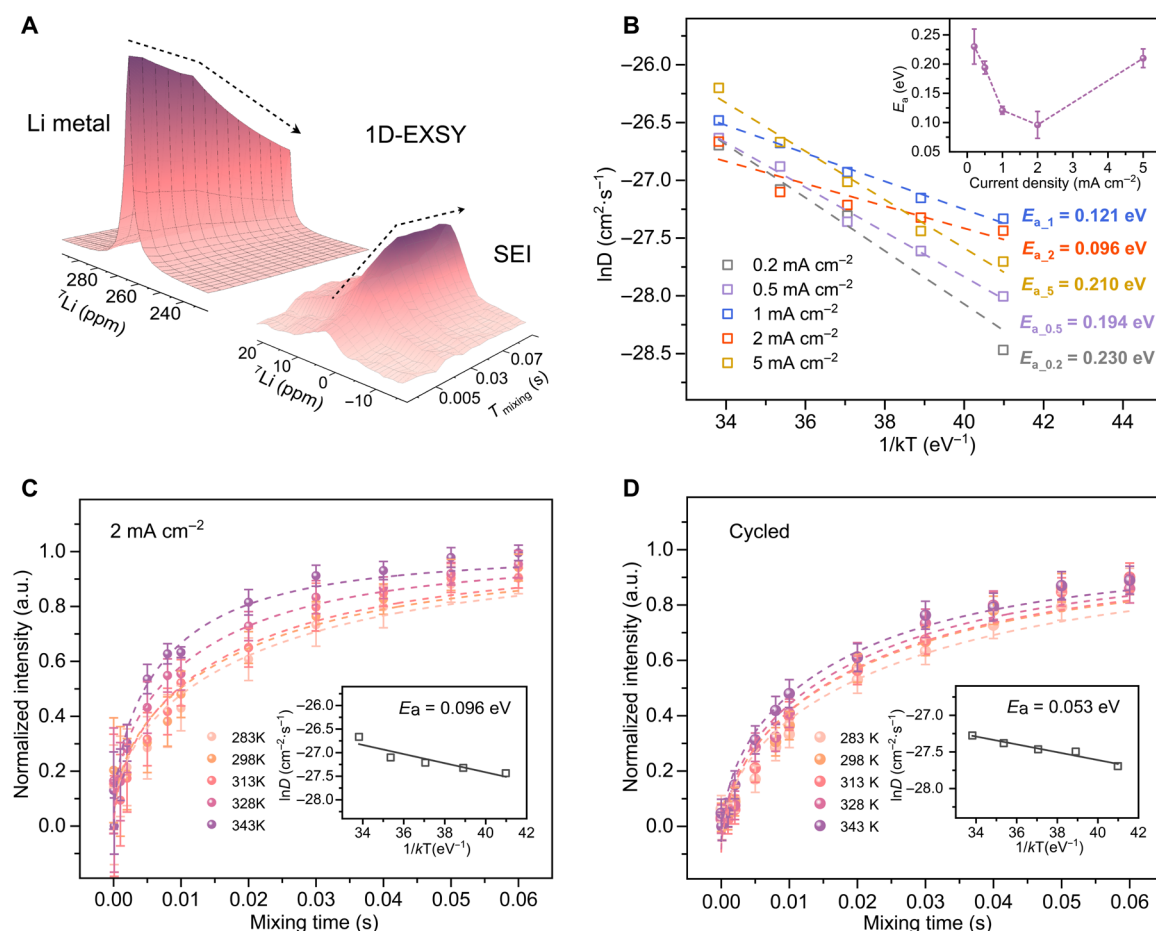 A
Li metal
1D-EXSY
SEI
280
260
240
⁷Li (ppm)
20
10
0
−10
⁷Li (ppm)
0.005
0.03
0.07
T mixing (s)
B
−26.0
−26.5
−27.0
−27.5
−28.0
−28.5
lnD (cm²·s⁻¹)
34
36
38
40
42
44
1/kT (eV⁻¹)
0.2 mA cm⁻²
0.5 mA cm⁻²
1 mA cm⁻²
2 mA cm⁻²
5 mA cm⁻²
0.25
0.20
0.15
0.10
0.05
Eₐ (eV)
0
1
2
3
4
5
Current density (mA cm⁻²)
Ea_1 = 0.121 eV
Ea_2 = 0.096 eV
Ea_5 = 0.210 eV
Ea_0.5 = 0.194 eV
Ea_0.2 = 0.230 eV
C
2 mA cm⁻²
1.0
0.8
0.6
0.4
0.2
0.0
Normalized intensity (a.u.)
0.00
0.01
0.02
0.03
0.04
0.05
0.06
Mixing time (s)
283K
298K
313K
328K
343K
Ea = 0.096 eV
−26.0
−26.5
−27.0
−27.5
−28.0
lnD (cm²·s⁻¹)
34
36
38
40
42
1/kT(eV⁻¹)
D
Cycled
1.0
0.8
0.6
0.4
0.2
0.0
Normalized intensity (a.u.)
0.00
0.01
0.02
0.03
0.04
0.05
0.06
Mixing time (s)
283 K
298 K
313 K
328 K
343 K
Ea = 0.053 eV
−27.0
−27.5
−28.0
lnD (cm²·s⁻¹)
34
36
38
40
42
1/kT(eV⁻¹)